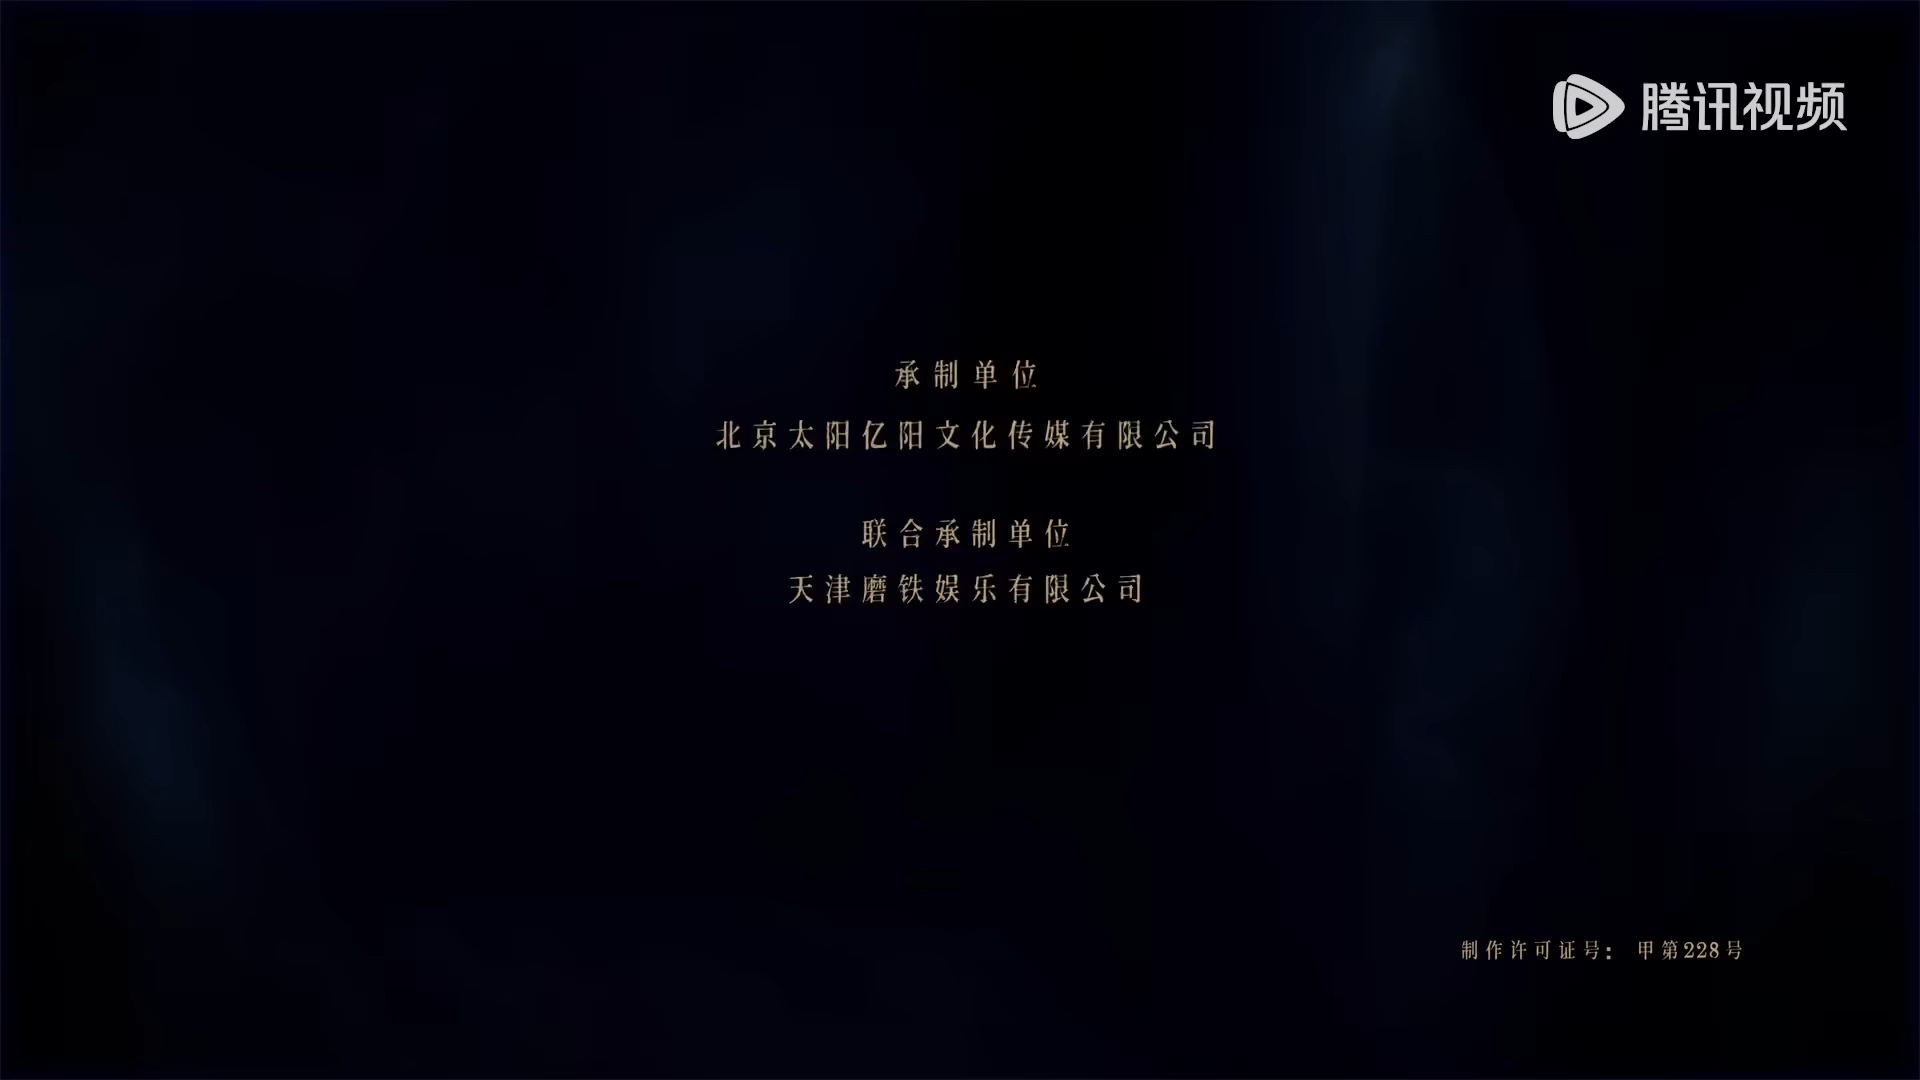 腾讯视频
承制单位
北京太阳亿阳文化传媒有限公司
联合承制单位
天津磨铁娱乐有限公司
制作许可证号： 甲第228号